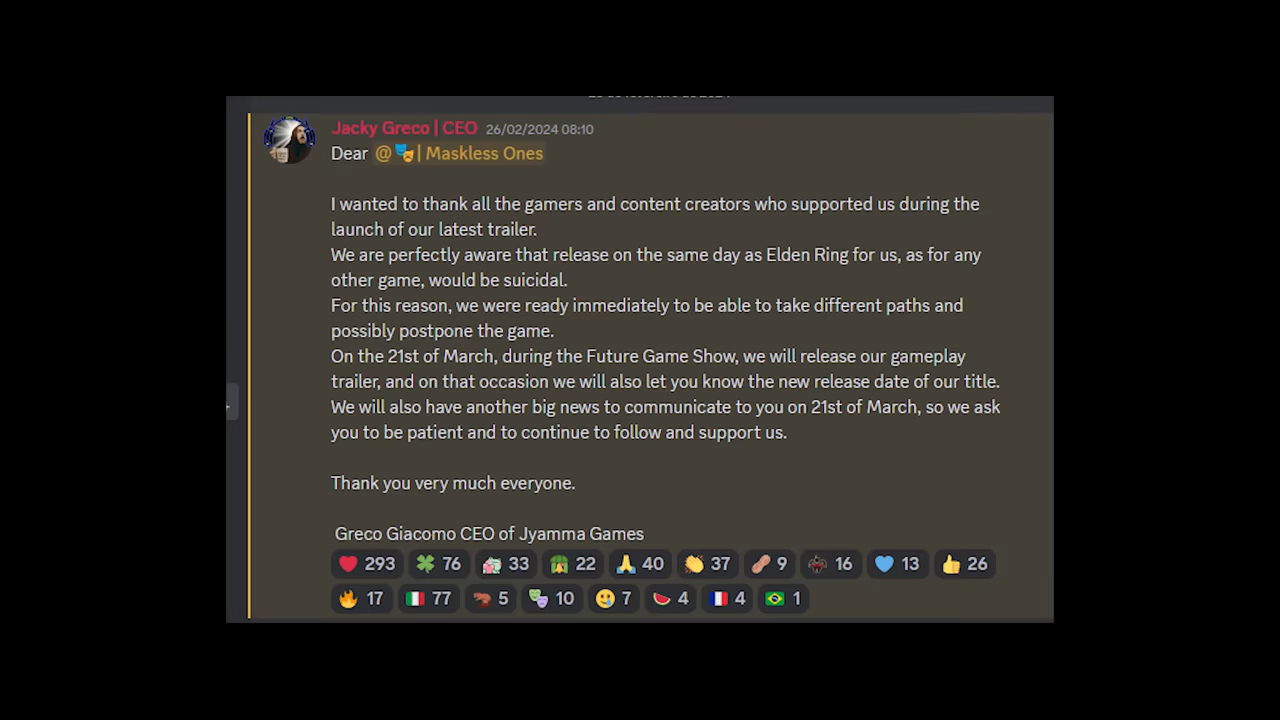 Jacky Greco | CEO 26/02/2024 08:10
Dear @🎭| Maskless Ones
I wanted to thank all the gamers and content creators who supported us during the
launch of our latest trailer.
We are perfectly aware that release on the same day as Elden Ring for us, as for any
other game, would be suicidal.
For this reason, we were ready immediately to be able to take different paths and
possibly postpone the game.
On the 21st of March, during the Future Game Show, we will release our gameplay
trailer, and on that occasion we will also let you know the new release date of our title.
We will also have another big news to communicate to you on 21st of March, so we ask
you to be patient and to continue to follow and support us.
Thank you very much everyone.
Greco Giacomo CEO of Jyamma Games
293 76 33 22 40 37 9 16 13 26
17 77 5 10 7 4 4 1